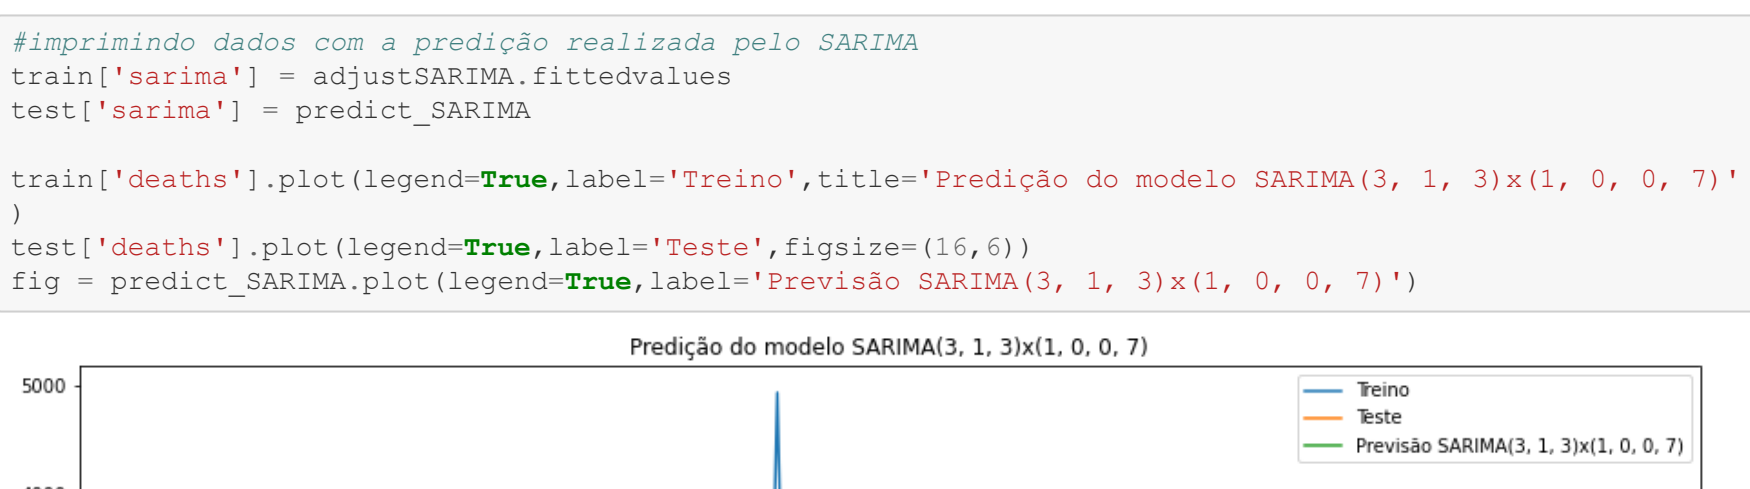 #imprimindo dados com a predição realizada pelo SARIMA
train['sarima'] = adjustSARIMA.fittedvalues
test['sarima'] = predict_SARIMA
train['deaths'].plot(legend=True,label='Treino',title='Predição do modelo SARIMA(3, 1, 3)x(1, 0, 0, 7)'
)
test['deaths'].plot(legend=True,label='Teste',figsize=(16,6))
fig = predict_SARIMA.plot(legend=True,label='Previsão SARIMA(3, 1, 3)x(1, 0, 0, 7)')
Predição do modelo SARIMA(3, 1, 3)x(1, 0, 0, 7)
5000
Treino
Teste
Previsão SARIMA(3, 1, 3)x(1, 0, 0, 7)